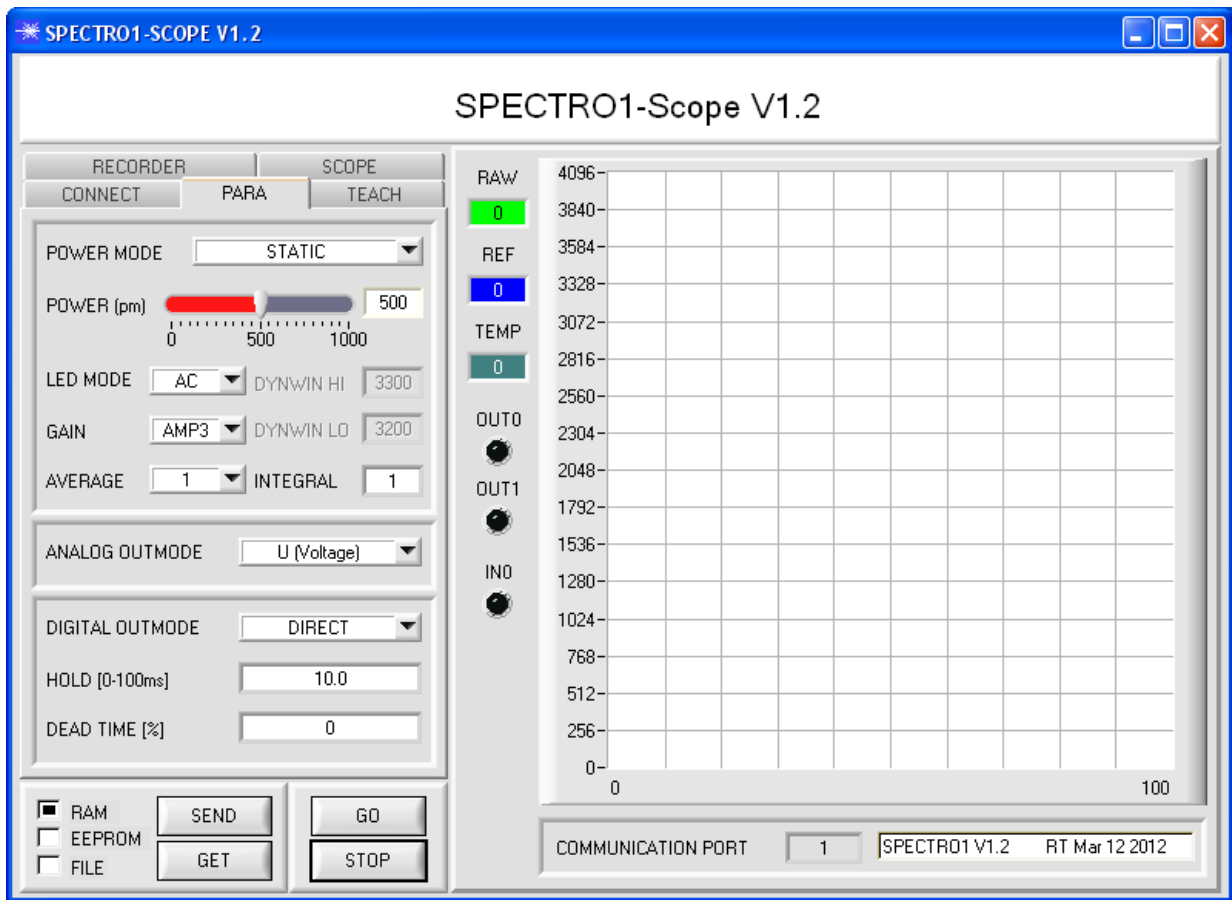 SPECTRO1-SCOPE V1.2
SPECTRO1-Scope V1.2
RECORDER SCOPE
CONNECT PARA TEACH
POWER MODE STATIC
POWER (pm) 500
0 500 1000
LED MODE AC DYNWIN HI 3300
GAIN AMP3 DYNWIN LO 3200
AVERAGE 1 INTEGRAL 1
ANALOG OUTMODE U (Voltage)
DIGITAL OUTMODE DIRECT
HOLD [0-100ms] 10.0
DEAD TIME [%] 0
RAM
EEPROM
FILE
SEND
GET
GO
STOP
RAW
0
REF
0
TEMP
0
OUT0
OUT1
IN0
4096
3840
3584
3328
3072
2816
2560
2304
2048
1792
1536
1280
1024
768
512
256
0
0 100
COMMUNICATION PORT 1 SPECTRO1 V1.2 RT Mar 12 2012